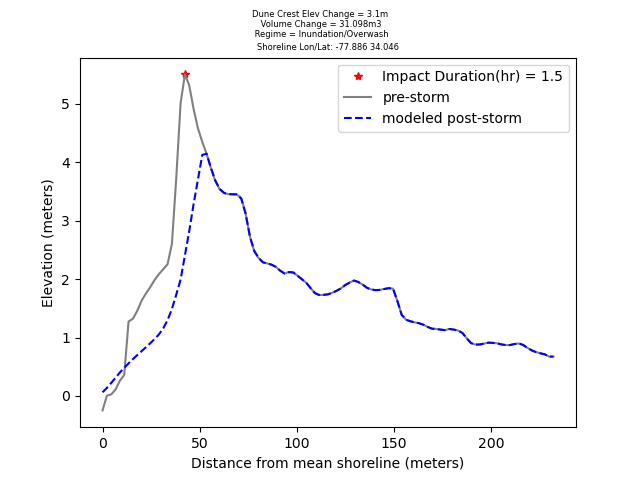 Dune Crest Elev Change = 3.1m
Volume Change = 31.098m3
Regime = Inundation/Overwash
Shoreline Lon/Lat: -77.886 34.046
Impact Duration(hr) = 1.5
pre-storm
modeled post-storm
Elevation (meters)
5
4
3
2
1
0
0 50 100 150 200
Distance from mean shoreline (meters)